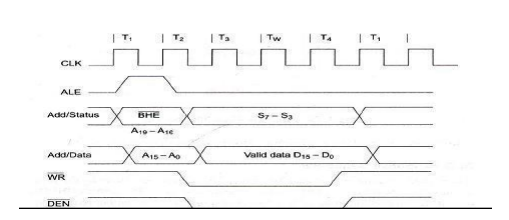 T1 T2 T3 TW T4 T1
CLK
ALE
Add/Status BHE S7 – S3
A19 – A16
Add/Data A15 – A0 Valid data D15 – D0
WR
DEN